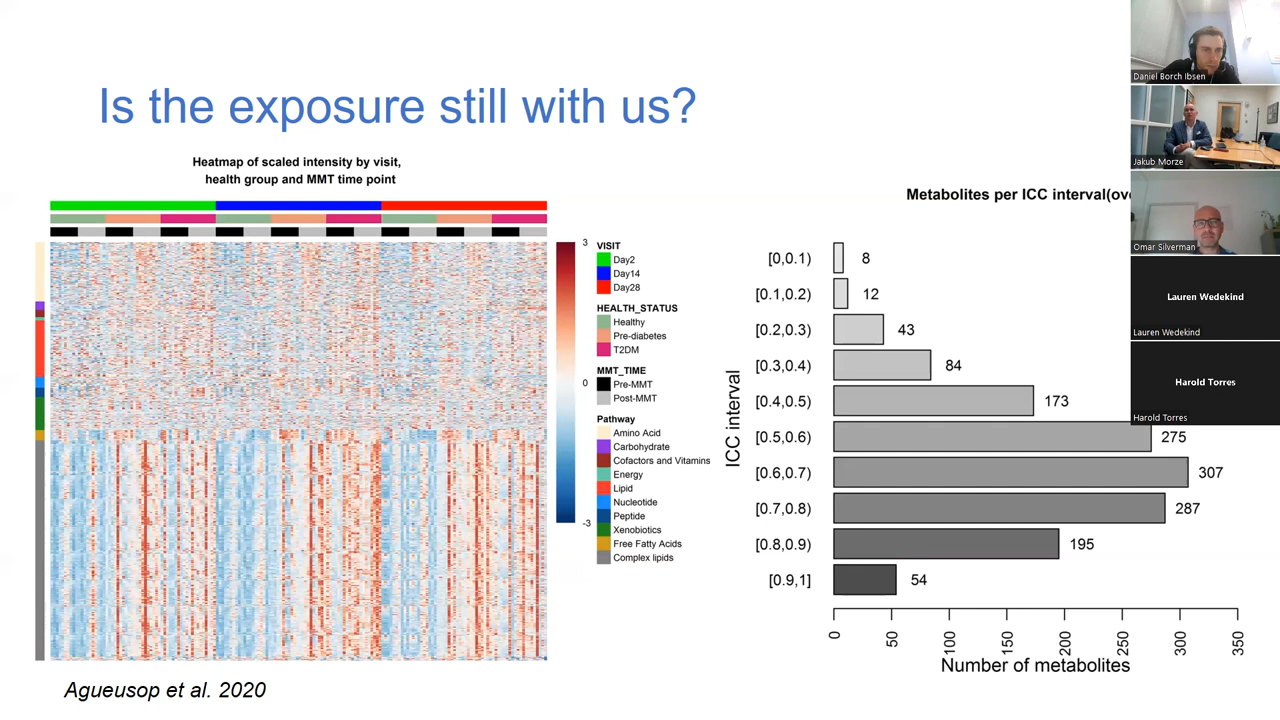 Is the exposure still with us?
Heatmap of scaled intensity by visit,
health group and MMT time point
3
0
-3
VISIT
Day2
Day14
Day28
HEALTH_STATUS
Healthy
Pre-diabetes
T2DM
MMT_TIME
Pre-MMT
Post-MMT
Pathway
Amino Acid
Carbohydrate
Cofactors and Vitamins
Energy
Lipid
Nucleotide
Peptide
Xenobiotics
Free Fatty Acids
Complex lipids
Agueusop et al. 2020
Metabolites per ICC interval(ov
ICC interval
[0,0.1) 8
[0.1,0.2) 12
[0.2,0.3) 43
[0.3,0.4) 84
[0.4,0.5) 173
[0.5,0.6) 275
[0.6,0.7) 307
[0.7,0.8) 287
[0.8,0.9) 195
[0.9,1] 54
0 50 100 150 200 250 300 350
Number of metabolites
Daniel Borch Ibsen
Jakub Morze
Omar Silverman
Lauren Wedekind
Lauren Wedekind
Harold Torres
Harold Torres